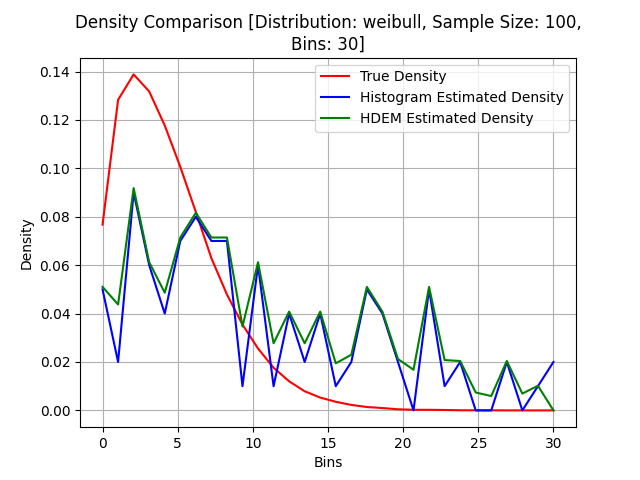 Density Comparison [Distribution: weibull, Sample Size: 100,
Bins: 30]
True Density
Histogram Estimated Density
HDEM Estimated Density
Density
0.14
0.12
0.10
0.08
0.06
0.04
0.02
0.00
0 5 10 15 20 25 30
Bins